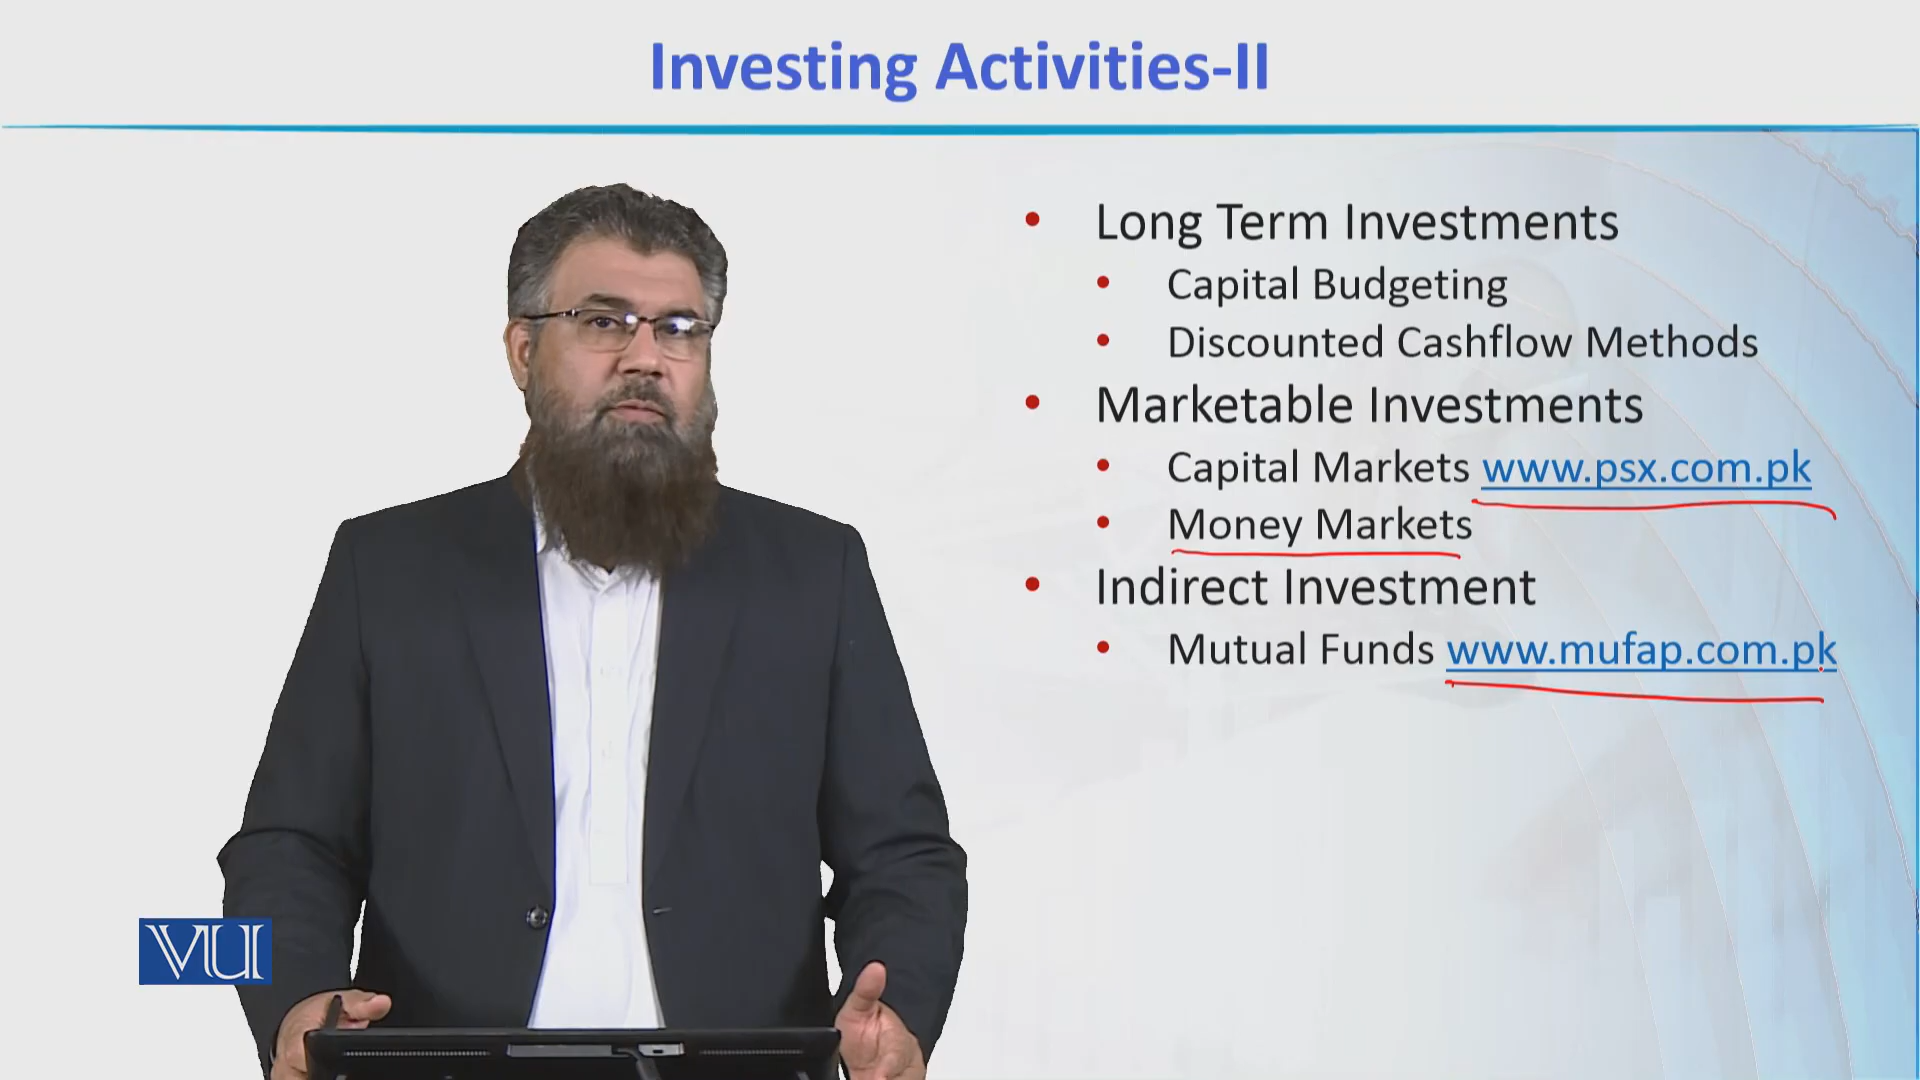 Investing Activities-II
• Long Term Investments
• Capital Budgeting
• Discounted Cashflow Methods
• Marketable Investments
• Capital Markets www.psx.com.pk
• Money Markets
• Indirect Investment
• Mutual Funds www.mufap.com.pk
VU